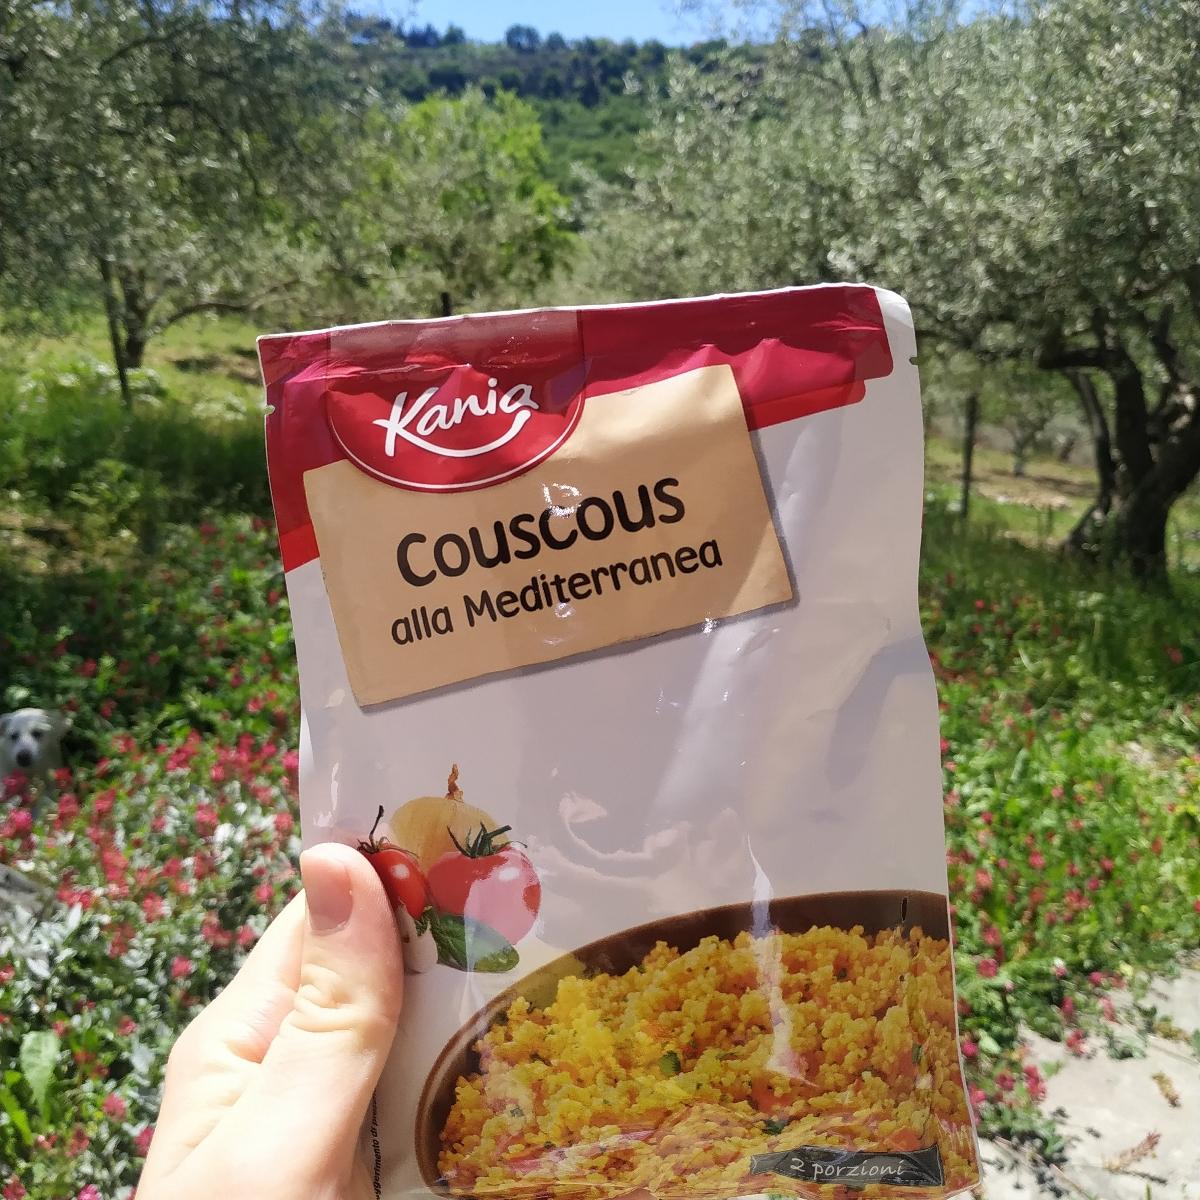 Kania
Couscous
alla Mediterranea
2 porzioni